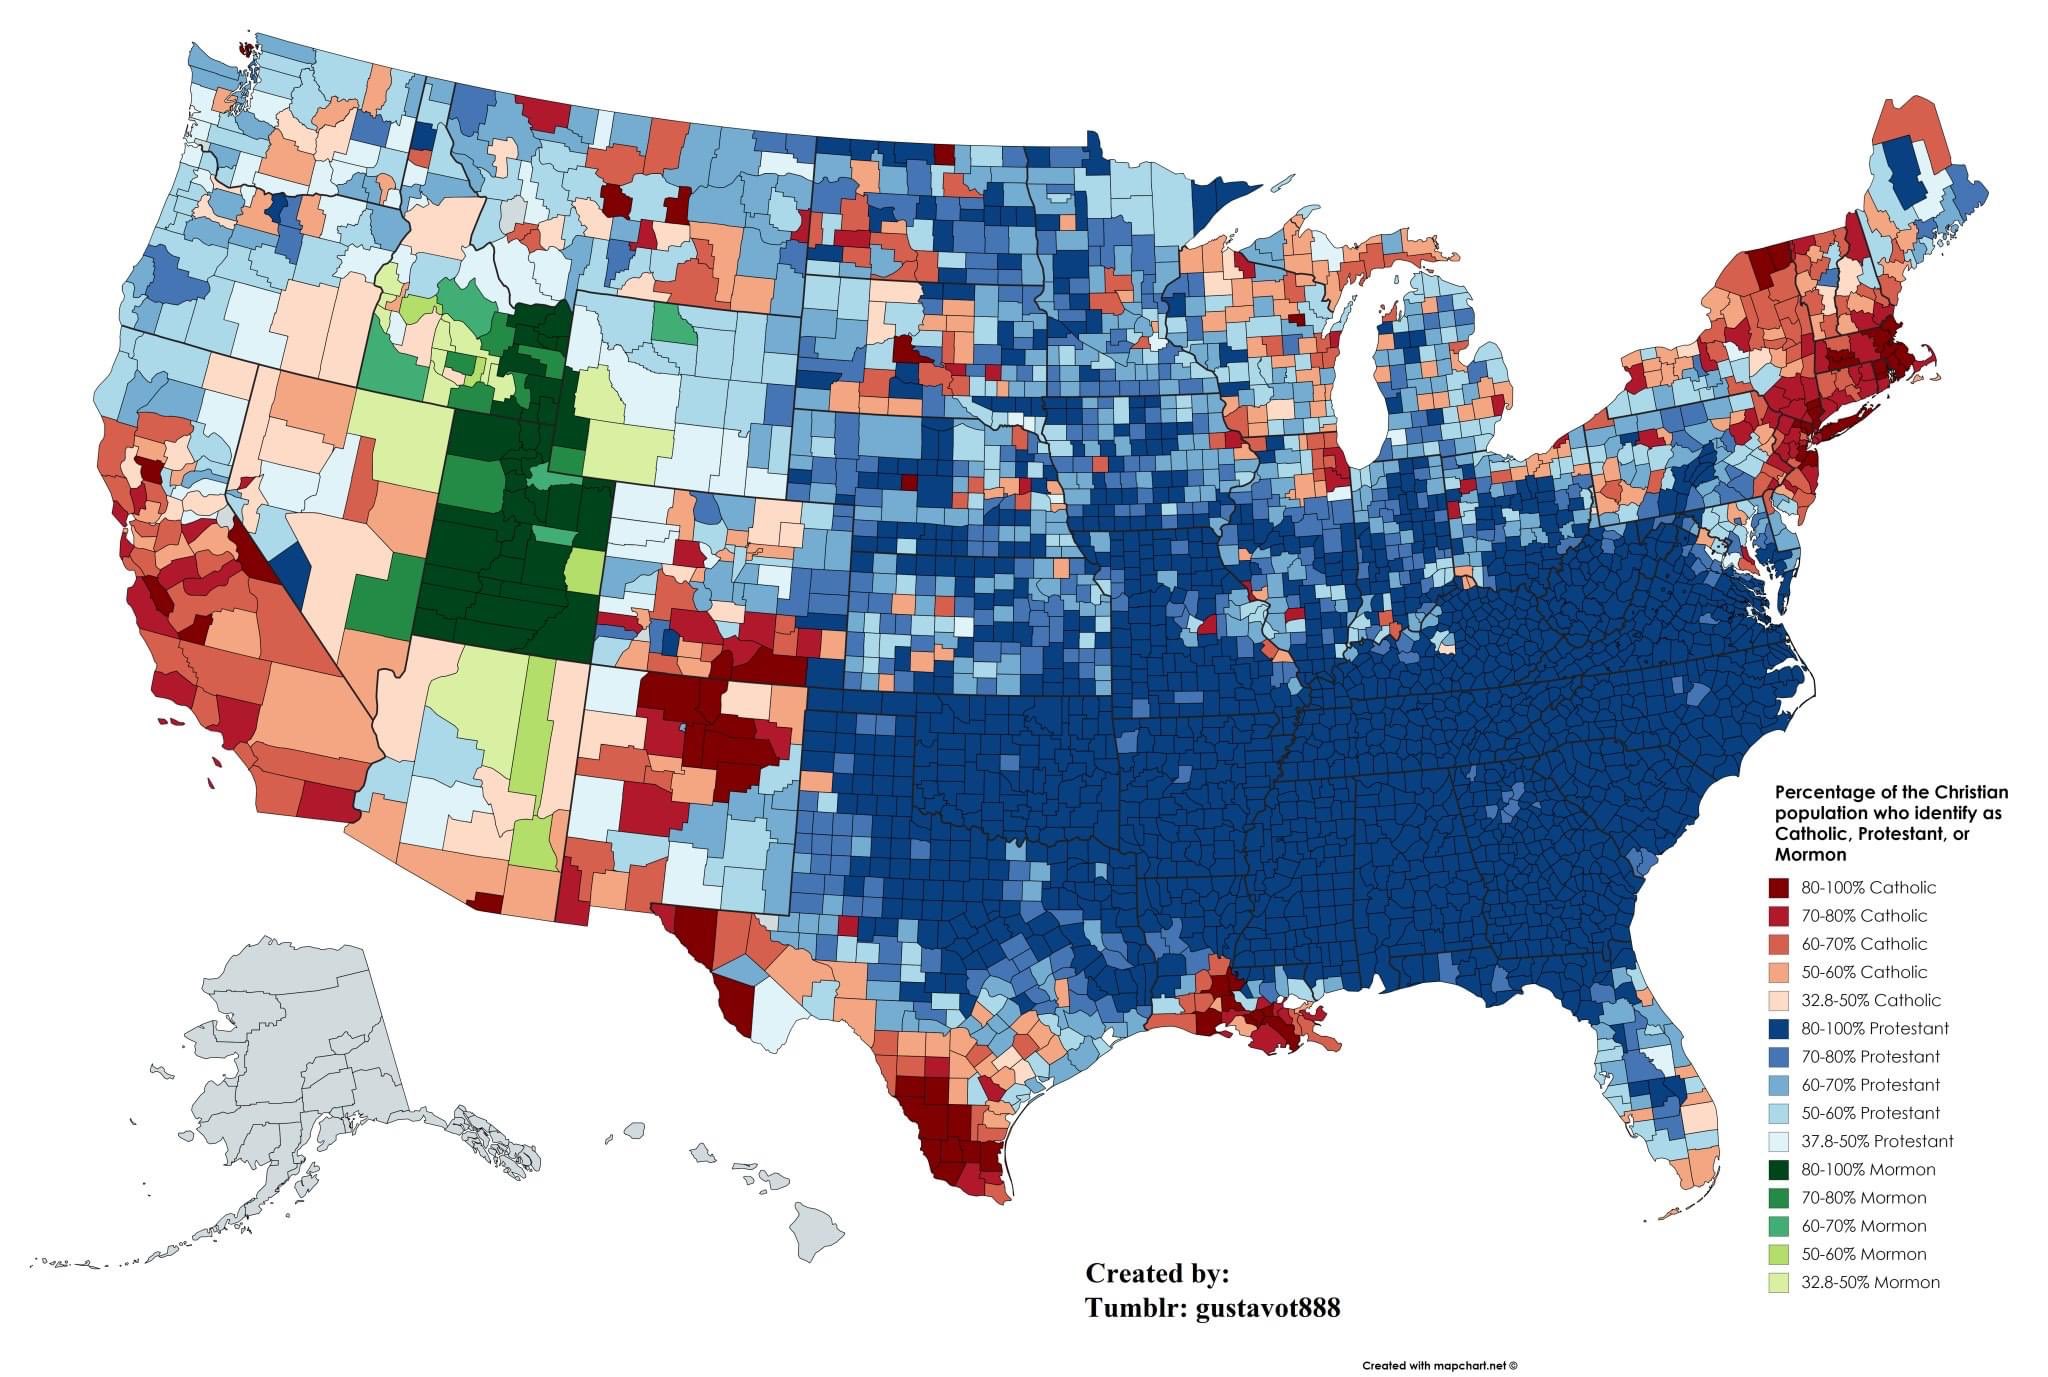 Percentage of the Christian
population who identify as
Catholic, Protestant, or
Mormon
80-100% Catholic
70-80% Catholic
60-70% Catholic
50-60% Catholic
32.8-50% Catholic
80-100% Protestant
70-80% Protestant
60-70% Protestant
50-60% Protestant
37.8-50% Protestant
80-100% Mormon
70-80% Mormon
60-70% Mormon
50-60% Mormon
32.8-50% Mormon
Created by:
Tumblr: gustavot888
Created with mapchart.net ©